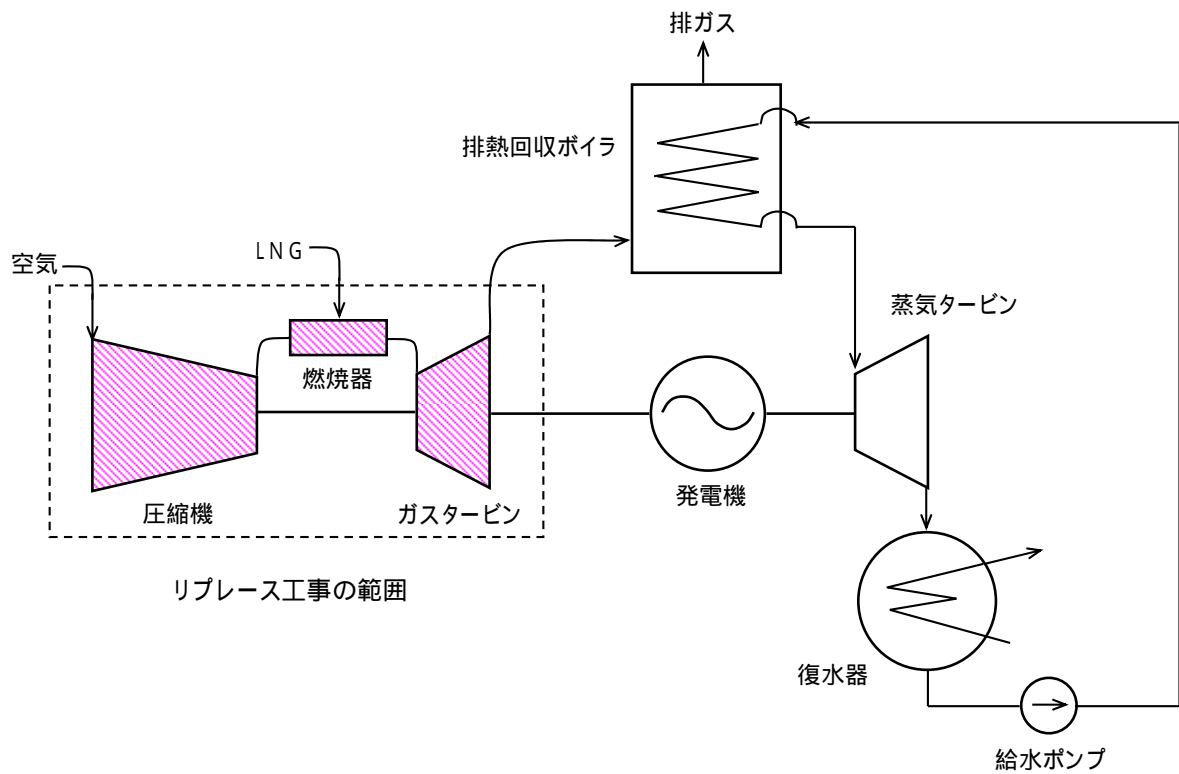 排ガス
排熱回収ボイラ
LNG
空気
蒸気タービン
燃焼器
発電機
圧縮機
ガスタービン
リプレース工事の範囲
復水器
給水ポンプ